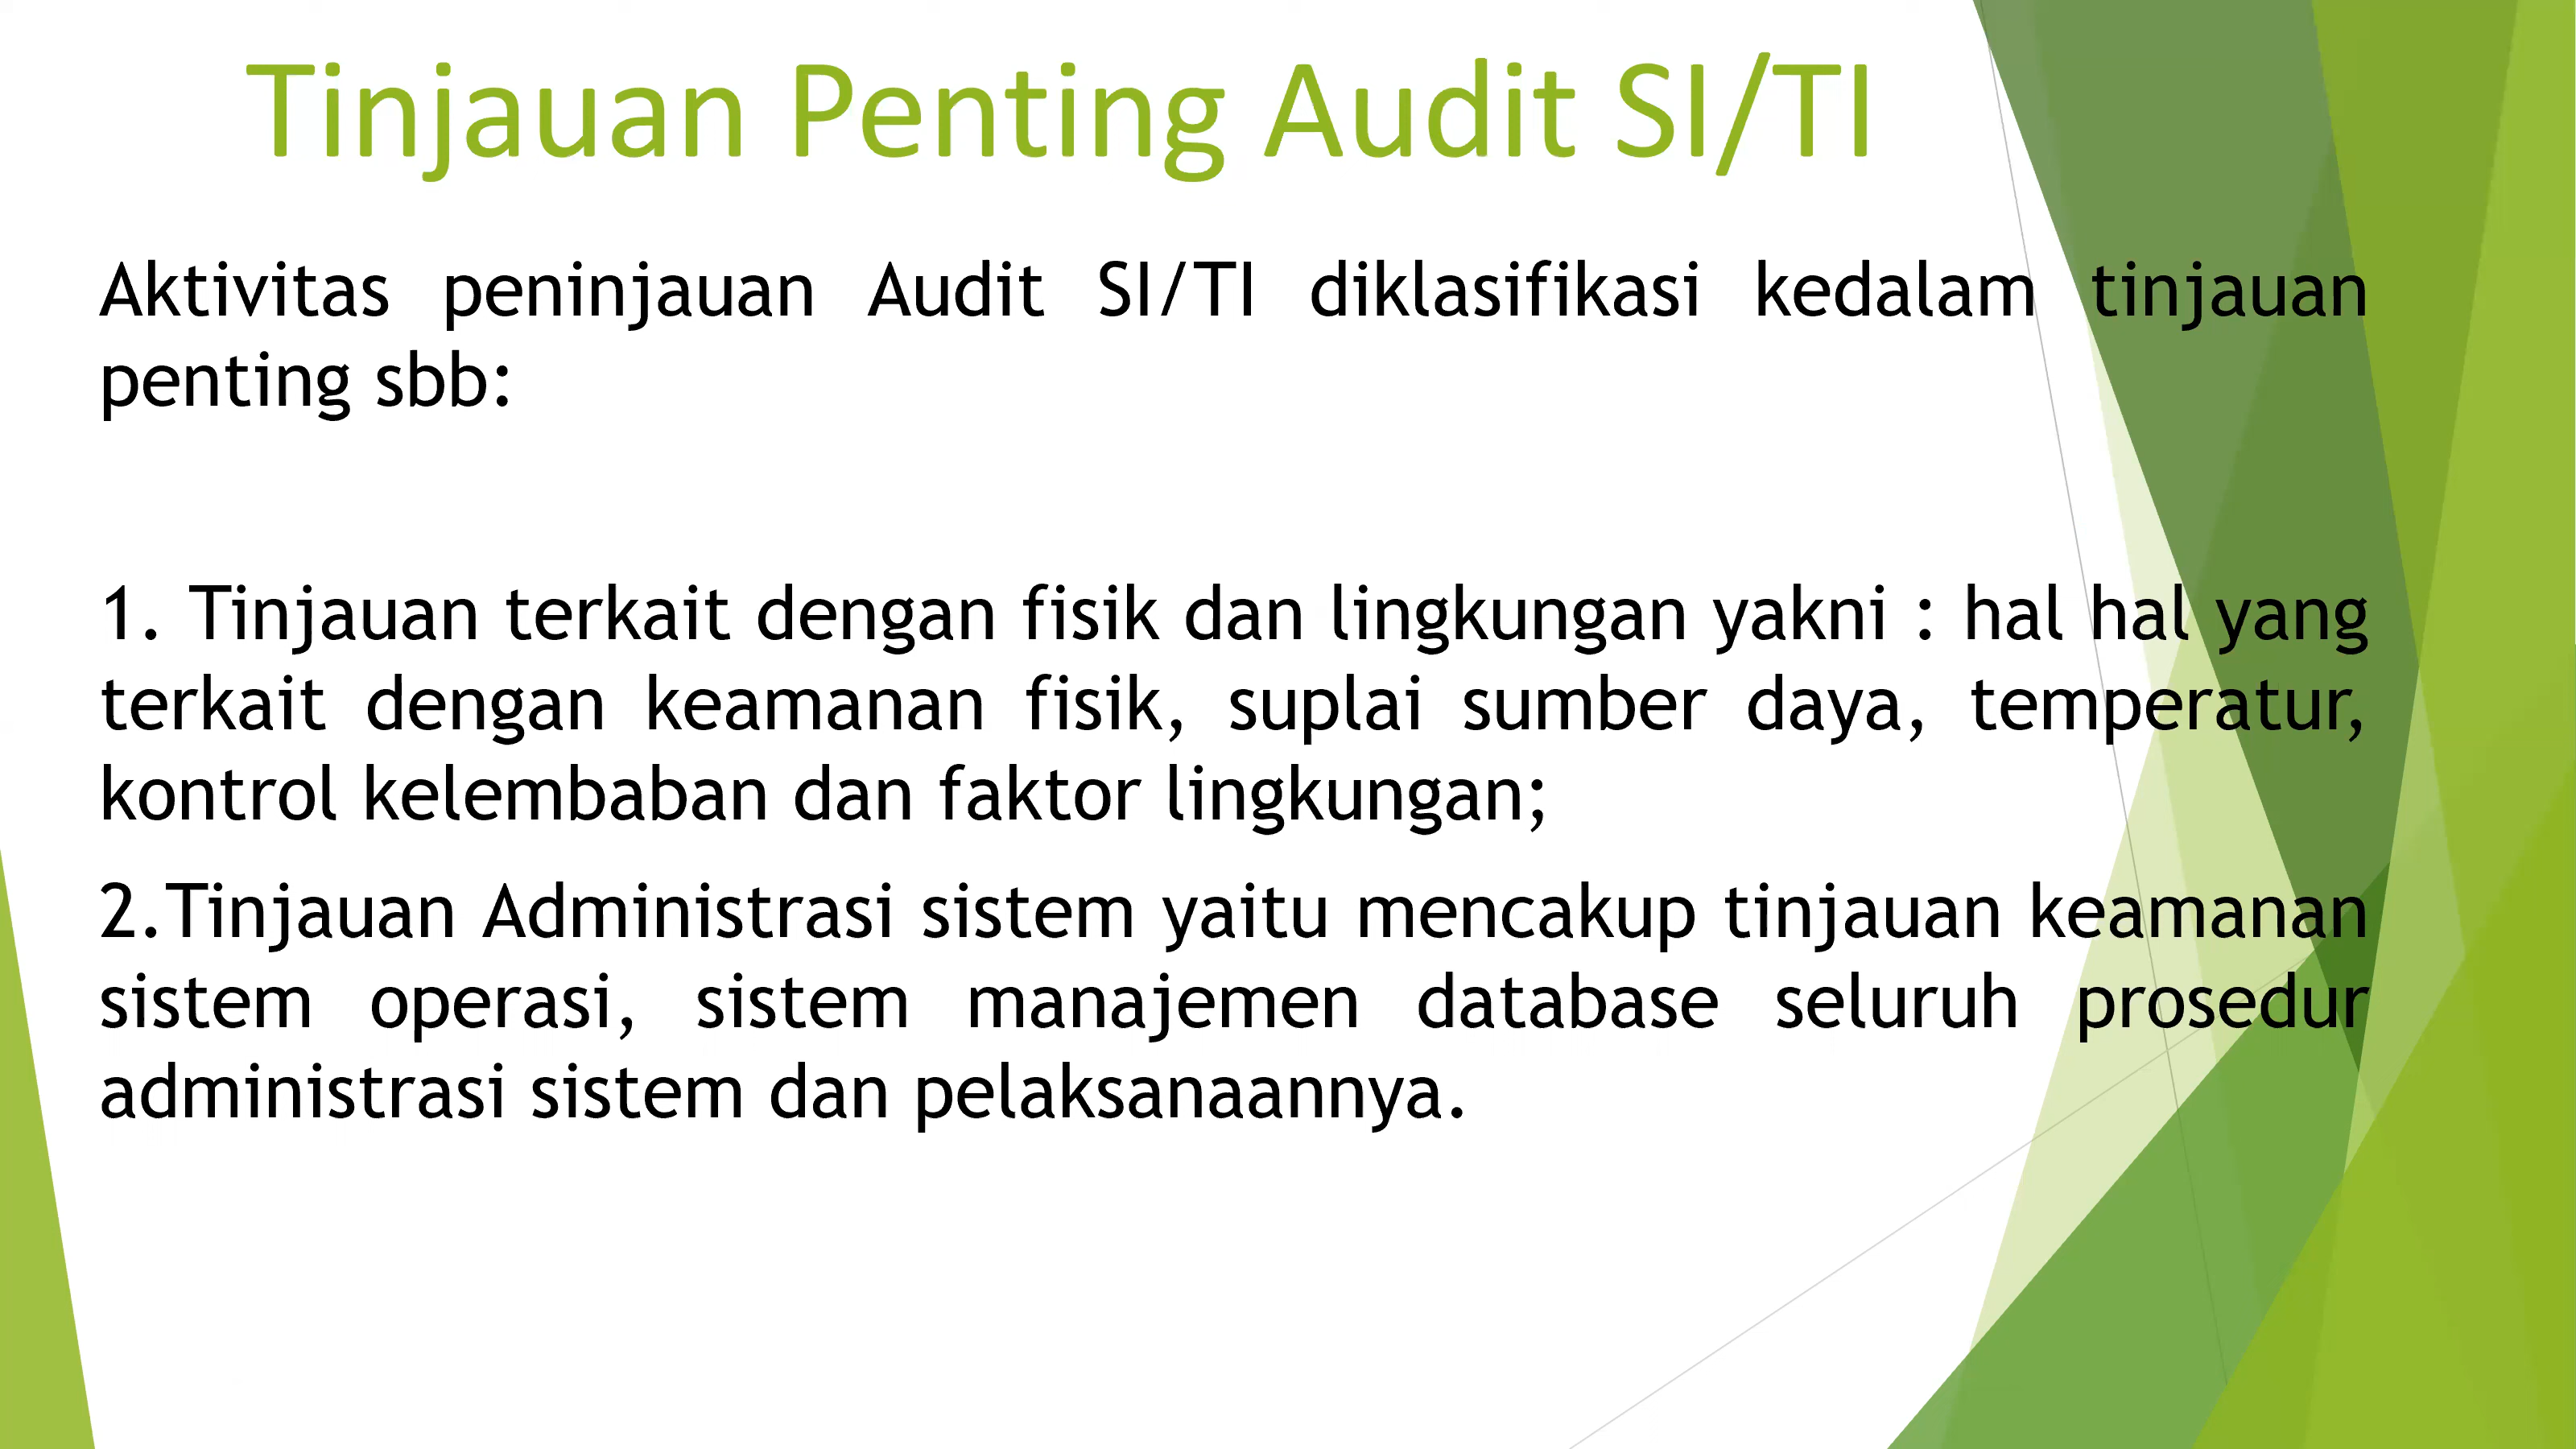 Tinjauan Penting Audit SI/TI
Aktivitas peninjauan Audit SI/TI diklasifikasi kedalam tinjauan
penting sbb:
1. Tinjauan terkait dengan fisik dan lingkungan yakni : hal hal yang
terkait dengan keamanan fisik, suplai sumber daya, temperatur,
kontrol kelembaban dan faktor lingkungan;
2.Tinjauan Administrasi sistem yaitu mencakup tinjauan keamanan
sistem operasi, sistem manajemen database seluruh prosedur
administrasi sistem dan pelaksanaannya.